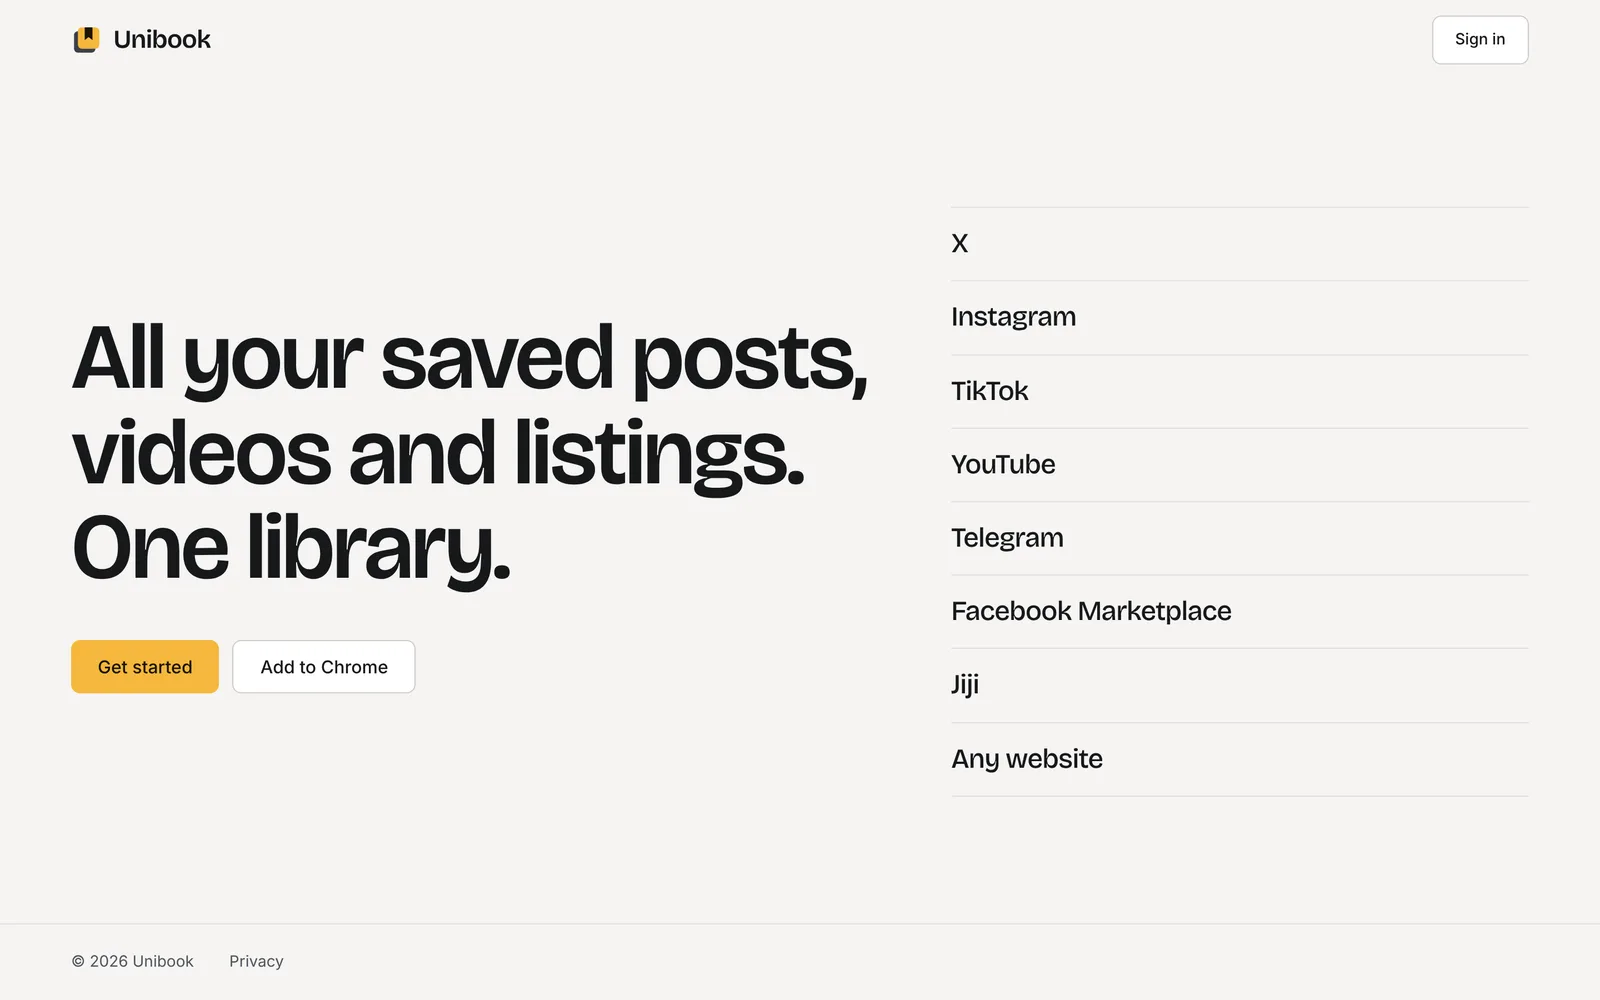 Unibook
Sign in
All your saved posts,
videos and listings.
One library.
Get started
Add to Chrome
X
Instagram
TikTok
YouTube
Telegram
Facebook Marketplace
Jiji
Any website
© 2026 Unibook
Privacy